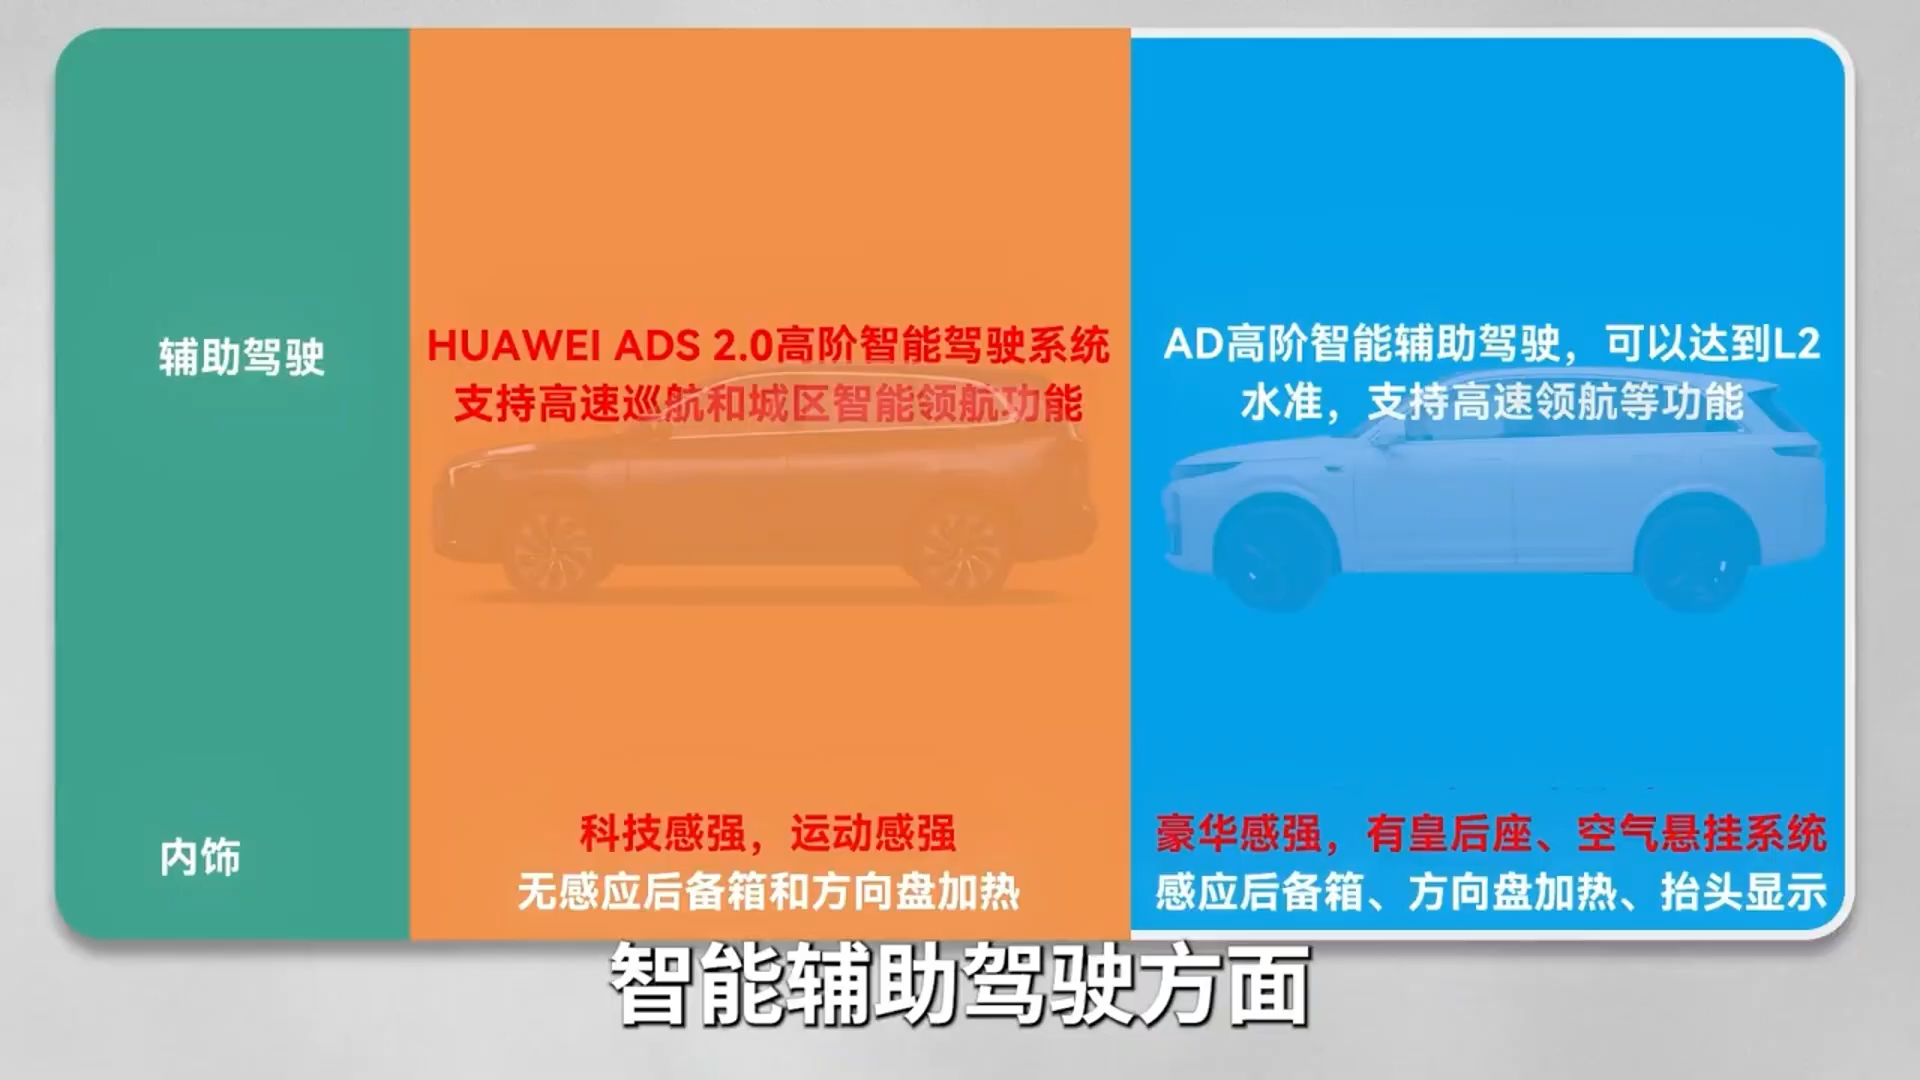 辅助驾驶
HUAWEI ADS 2.0高阶智能驾驶系统
支持高速巡航和城区智能领航功能
AD高阶智能辅助驾驶，可以达到L2
水准，支持高速领航等功能
内饰
科技感强，运动感强
无感应后备箱和方向盘加热
豪华感强，有皇后座、空气悬挂系统
感应后备箱、方向盘加热、抬头显示
智能辅助驾驶方面